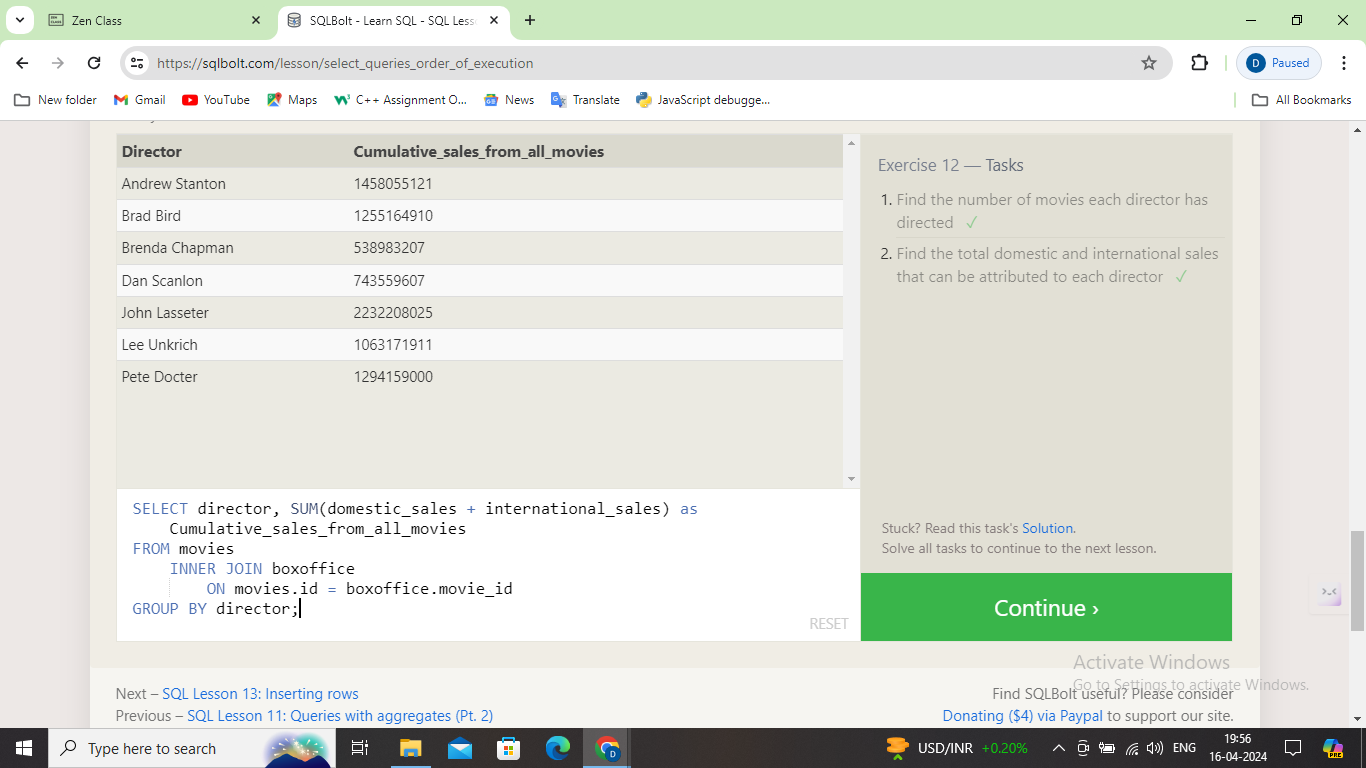 Zen Class
SQLBolt - Learn SQL - SQL Less
https://sqlbolt.com/lesson/select_queries_order_of_execution
D Paused
New folder
Gmail
YouTube
Maps
C++ Assignment O...
News
Translate
JavaScript debugge...
All Bookmarks
Director Cumulative_sales_from_all_movies
Andrew Stanton 1458055121
Brad Bird 1255164910
Brenda Chapman 538983207
Dan Scanlon 743559607
John Lasseter 2232208025
Lee Unkrich 1063171911
Pete Docter 1294159000
SELECT director, SUM(domestic_sales + international_sales) as
Cumulative_sales_from_all_movies
FROM movies
INNER JOIN boxoffice
ON movies.id = boxoffice.movie_id
GROUP BY director;
RESET
Exercise 12 — Tasks
1. Find the number of movies each director has
directed ✓
2. Find the total domestic and international sales
that can be attributed to each director ✓
Stuck? Read this task's Solution.
Solve all tasks to continue to the next lesson.
Continue ›
Next – SQL Lesson 13: Inserting rows
Previous – SQL Lesson 11: Queries with aggregates (Pt. 2)
Find SQLBolt useful? Please consider
Donating ($4) via Paypal to support our site.
Activate Windows
Go to Settings to activate Windows.
Type here to search
USD/INR +0.20%
ENG
19:56
16-04-2024
PRE